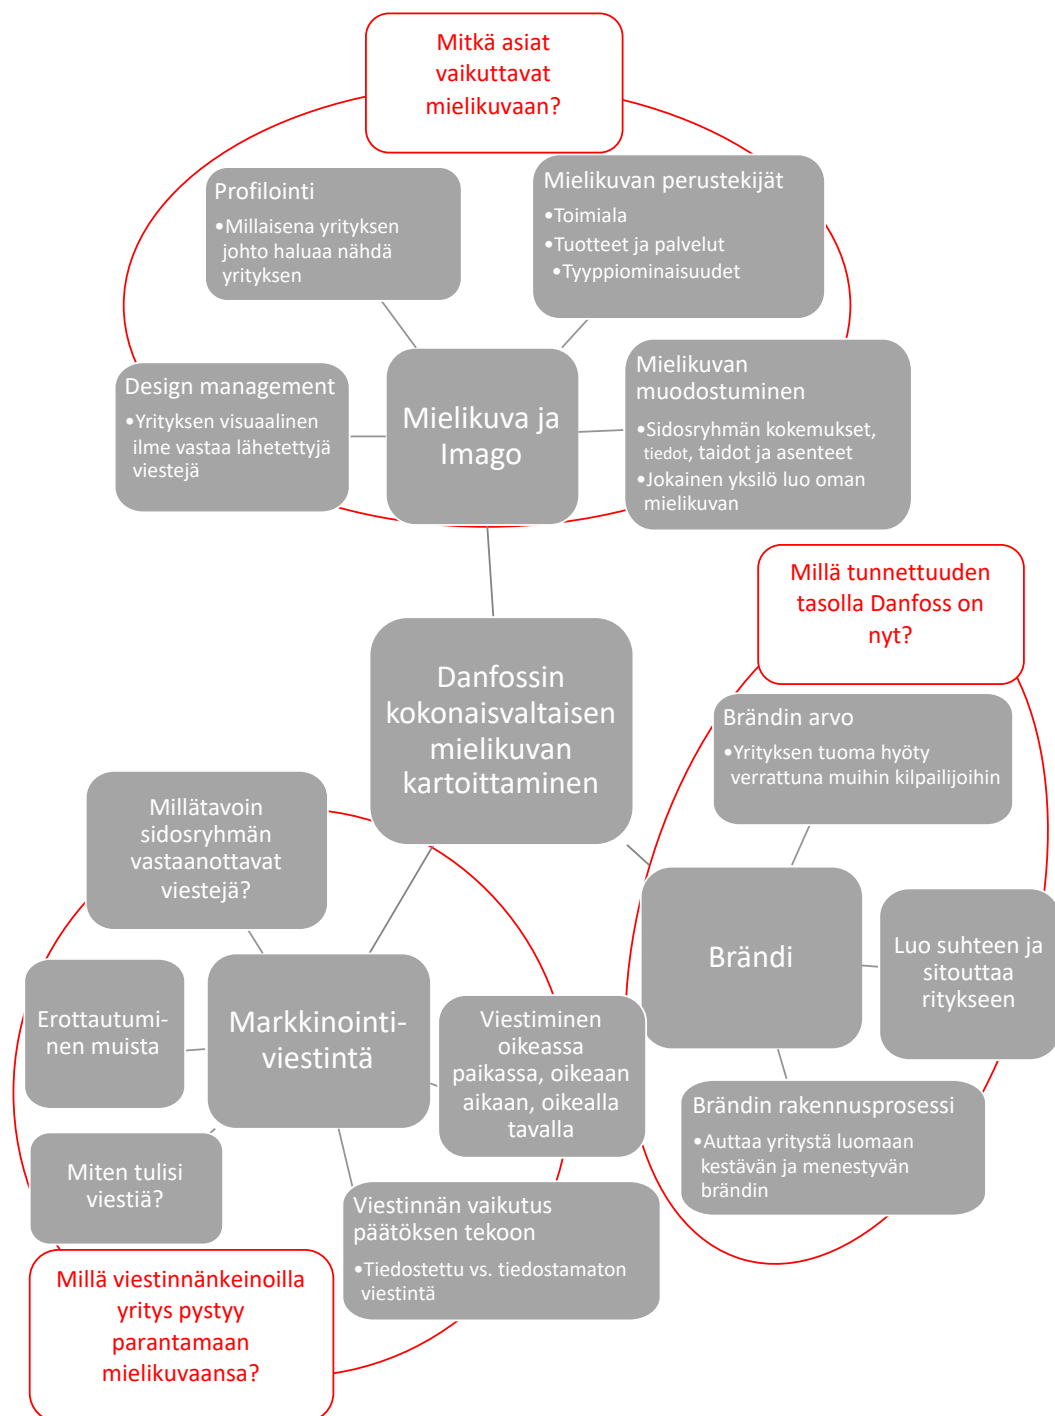 Mitkä asiat
vaikuttavat
mielikuvaan?
Profilointi
•Millaisena yrityksen
johto haluaa nähdä
yrityksen
Mielikuvan perustekijät
•Toimiala
•Tuotteet ja palvelut
•Tyyppiominaisuudet
Design management
•Yrityksen visuaalinen
ilme vastaa lähetettyjä
viestejä
Mielikuva ja
Imago
Mielikuvan
muodostuminen
•Sidosryhmän kokemukset,
tiedot, taidot ja asenteet
•Jokainen yksilö luo oman
mielikuvan
Millä tunnettuuden
tasolla Danfoss on
nyt?
Danfossin
kokonaisvaltaisen
mielikuvan
kartoittaminen
Brändin arvo
•Yrityksen tuoma hyöty
verrattuna muihin kilpailijoihin
Millätavoin
sidosryhmän
vastaanottavat
viestejä?
Brändi
Luo suhteen ja
sitouttaa
ritykseen
Erottautumi-
nen muista
Markkinointi-
viestintä
Viestiminen
oikeassa
paikassa, oikeaan
aikaan, oikealla
tavalla
Brändin rakennusprosessi
•Auttaa yritystä luomaan
kestävän ja menestyvän
brändin
Miten tulisi
viestiä?
Viestinnän vaikutus
päätöksen tekoon
•Tiedostettu vs. tiedostamaton
viestintä
Millä viestinnänkeinoilla
yritys pystyy
parantamaan
mielikuvaansa?